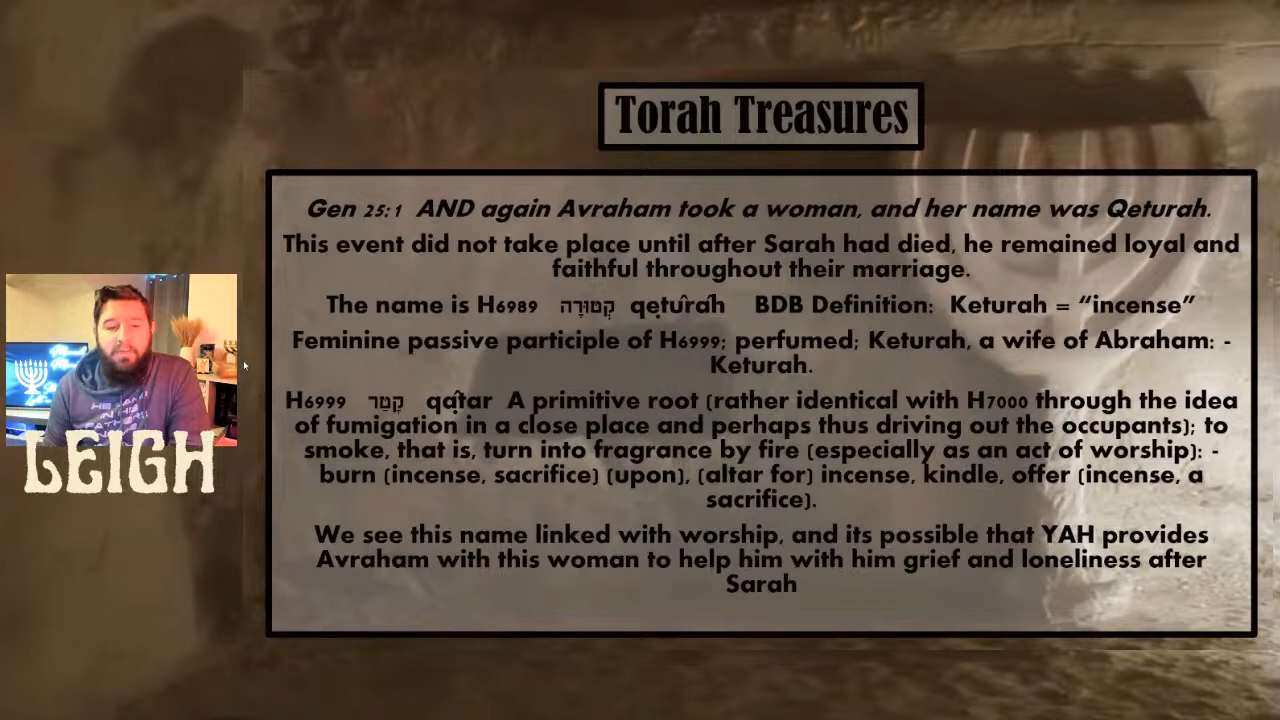 Torah Treasures
Gen 25:1 AND again Avraham took a woman, and her name was Qeturah.
This event did not take place until after Sarah had died, he remained loyal and
faithful throughout their marriage.
The name is H6989 קְטוּרָה qeṭûrâh BDB Definition: Keturah = “incense”
Feminine passive participle of H6999; perfumed; Keturah, a wife of Abraham: -
Keturah.
H6999 קָטַר qâṭar A primitive root (rather identical with H7000 through the idea
of fumigation in a close place and perhaps thus driving out the occupants); to
smoke, that is, turn into fragrance by fire (especially as an act of worship): -
burn (incense, sacrifice) (upon), (altar for) incense, kindle, offer (incense, a
sacrifice).
We see this name linked with worship, and its possible that YAH provides
Avraham with this woman to help him with him grief and loneliness after
Sarah
LEIGH